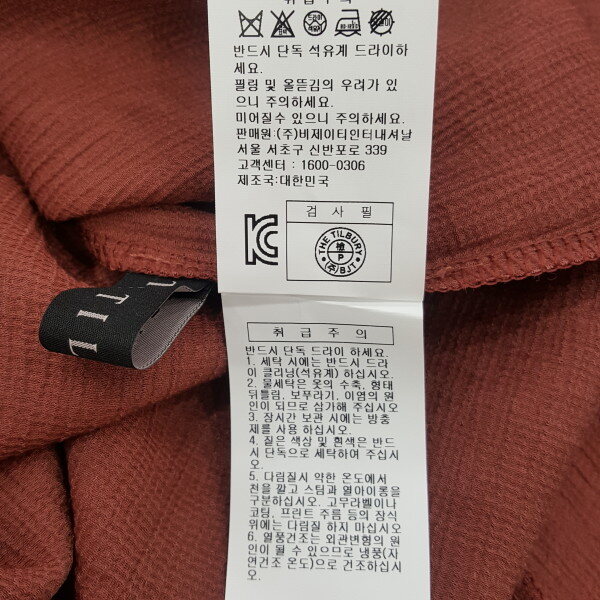 취급주의
반드시 단독 석유계 드라이하
세요.
필링 및 올뜯김의 우려가 있
으니 주의하세요.
미어질수 있으니 주의하세요.
판매원:(주)비제이티인터내셔날
서울 서초구 신반포로 339
고객센터 : 1600-0306
제조국:대한민국
검 사 필
THE TILBURY
檢
P
(주)BJT
TIL
취 급 주 의
반드시 단독 드라이 하세요.
1. 세탁 시에는 반드시 드라
이 크리닝(석유계) 하십시오.
2. 물세탁은 옷의 수축, 형태
뒤틀림, 보푸라기, 이염의 원
인이 되므로 삼가해 주십시오
3. 장시간 보관 시에는 방충
제를 사용 하십시오.
4. 짙은 색상 및 흰색은 반드
시 단독으로 세탁하여 주십시
오.
5. 다림질시 약한 온도에서
천을 깔고 스팀과 열아이롱을
구분하십시오. 고무라벨이나
코팅, 프린트 주름 등의 장식
위에는 다림질 하지 마십시오
6. 열풍건조는 외관변형의 원
인이 될 수 있으므로 냉풍(자
연건조 온도)으로 건조하십시
오.